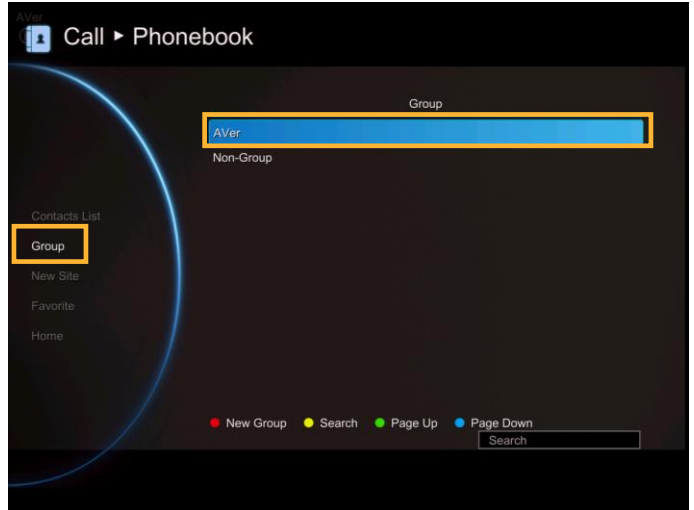 AVer
Call ► Phonebook
Group
AVer
Non-Group
Contacts List
Group
New Site
Favorite
Home
New Group Search Page Up Page Down
Search